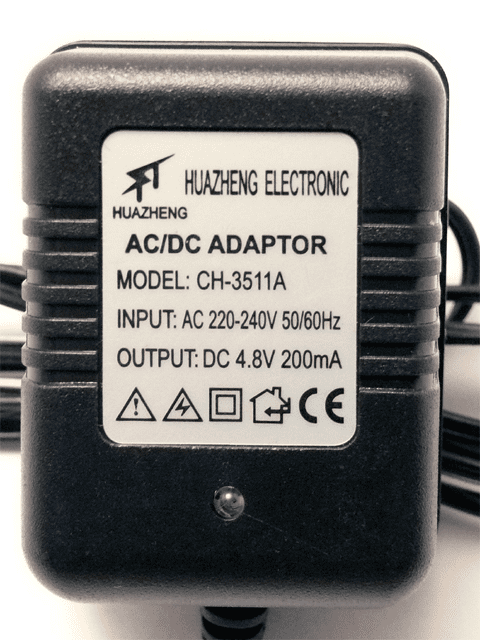 HUAZHENG ELECTRONIC
HUAZHENG
AC/DC ADAPTOR
MODEL: CH-3511A
INPUT: AC 220-240V 50/60Hz
OUTPUT: DC 4.8V 200mA
CE